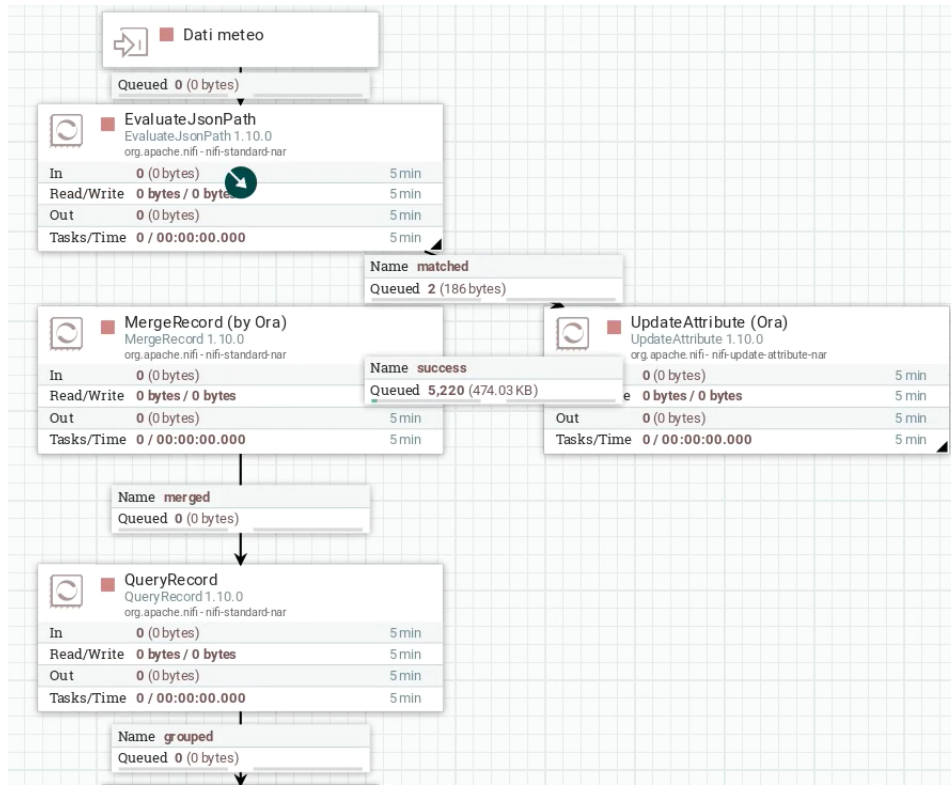 Dati meteo
Queued 0 (0 bytes)
EvaluateJsonPath
EvaluateJsonPath 1.10.0
org.apache.nifi - nifi-standard-nar
In 0 (0 bytes) 5 min
Read/Write 0 bytes / 0 byte 5 min
Out 0 (0 bytes) 5 min
Tasks/Time 0 / 00:00:00.000 5 min
Name matched
Queued 2 (186 bytes)
MergeRecord (by Ora)
MergeRecord 1.10.0
org.apache.nifi - nifi-standard-nar
In 0 (0 bytes) 5 min
Read/Write 0 bytes / 0 bytes
Out 0 (0 bytes) 5 min
Tasks/Time 0 / 00:00:00.000 5 min
Name success
Queued 5,220 (474.03 KB)
UpdateAttribute (Ora)
UpdateAttribute 1.10.0
org.apache.nifi - nifi-update-attribute-nar
0 (0 bytes) 5 min
e 0 bytes / 0 bytes 5 min
Out 0 (0 bytes) 5 min
Tasks/Time 0 / 00:00:00.000 5 min
Name merged
Queued 0 (0 bytes)
QueryRecord
QueryRecord 1.10.0
org.apache.nifi - nifi-standard-nar
In 0 (0 bytes) 5 min
Read/Write 0 bytes / 0 bytes 5 min
Out 0 (0 bytes) 5 min
Tasks/Time 0 / 00:00:00.000 5 min
Name grouped
Queued 0 (0 bytes)